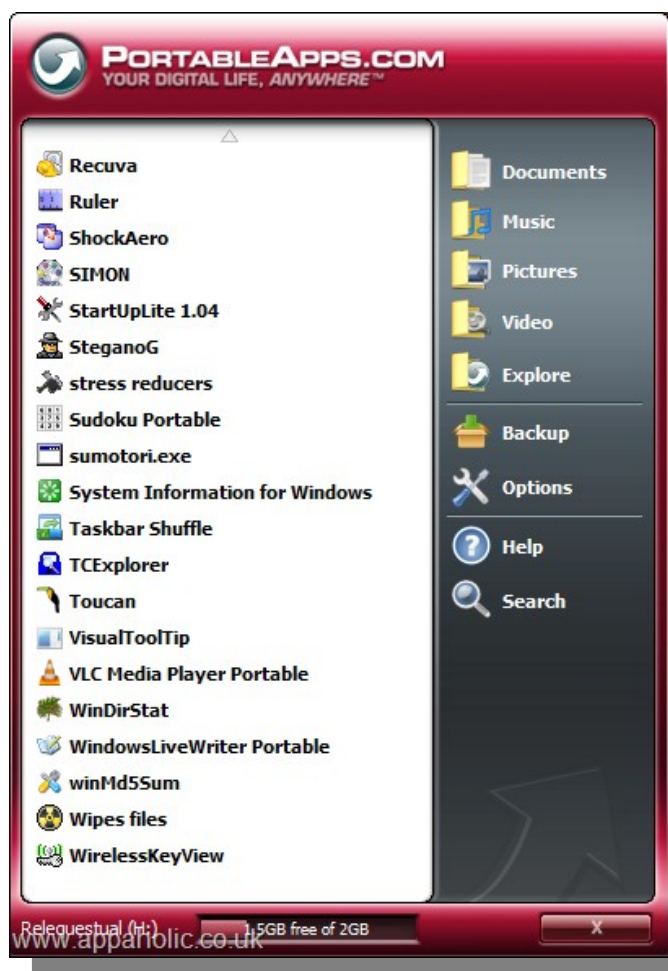 PORTABLEAPPS.COM
YOUR DIGITAL LIFE, ANYWHERE™
Recuva
Ruler
ShockAero
SIMON
StartUpLite 1.04
SteganoG
stress reducers
Sudoku Portable
sumotori.exe
System Information for Windows
Taskbar Shuffle
TCExplorer
Toucan
VisualToolTip
VLC Media Player Portable
WinDirStat
WindowsLiveWriter Portable
winMd5Sum
Wipes files
WirelessKeyView
Documents
Music
Pictures
Video
Explore
Backup
Options
Help
Search
Relequestual (H:) 1.5GB free of 2GB X
www.appaholic.co.uk